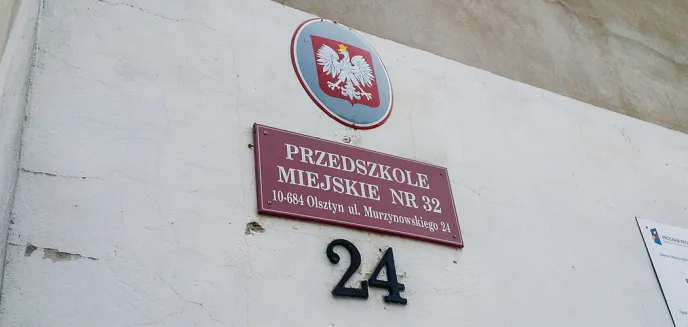 PRZEDSZKOLE
MIEJSKIE NR 32
10-684 Olsztyn ul. Murzynowskiego 24
24